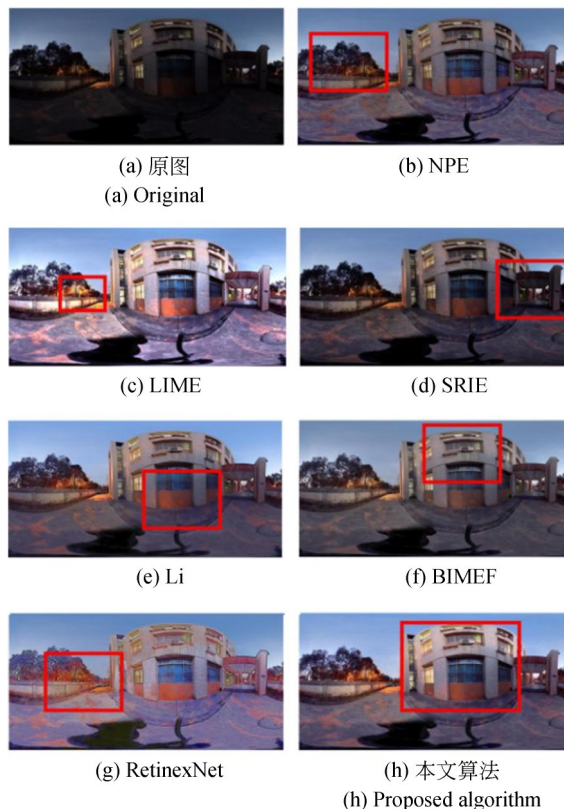 (a) 原图
(a) Original
(b) NPE
(c) LIME
(d) SRIE
(e) Li
(f) BIMEF
(g) RetinexNet
(h) 本文算法
(h) Proposed algorithm